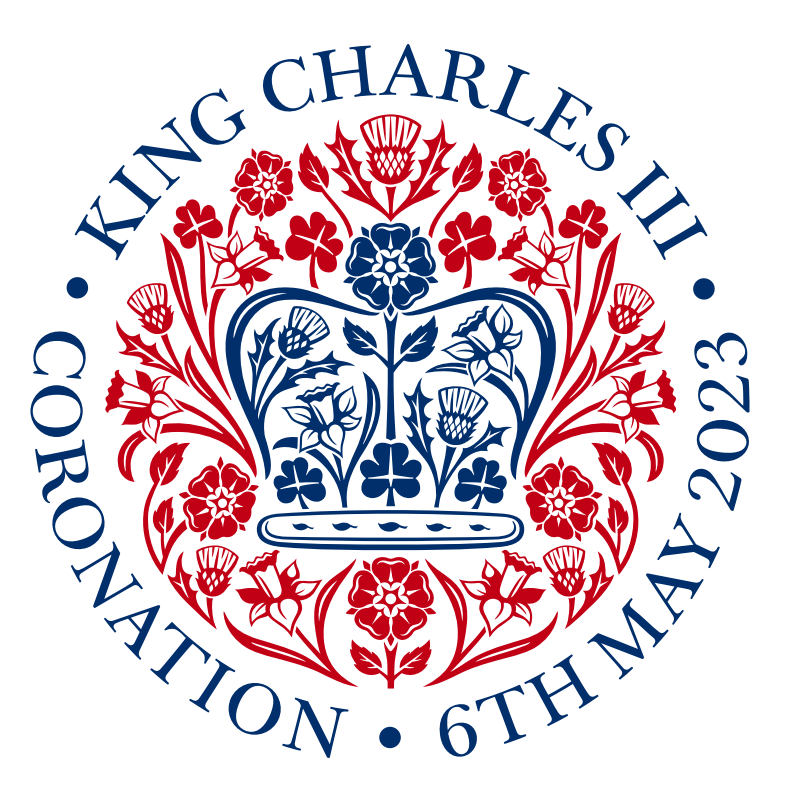 KING CHARLES III
CORONATION • 6TH MAY 2023